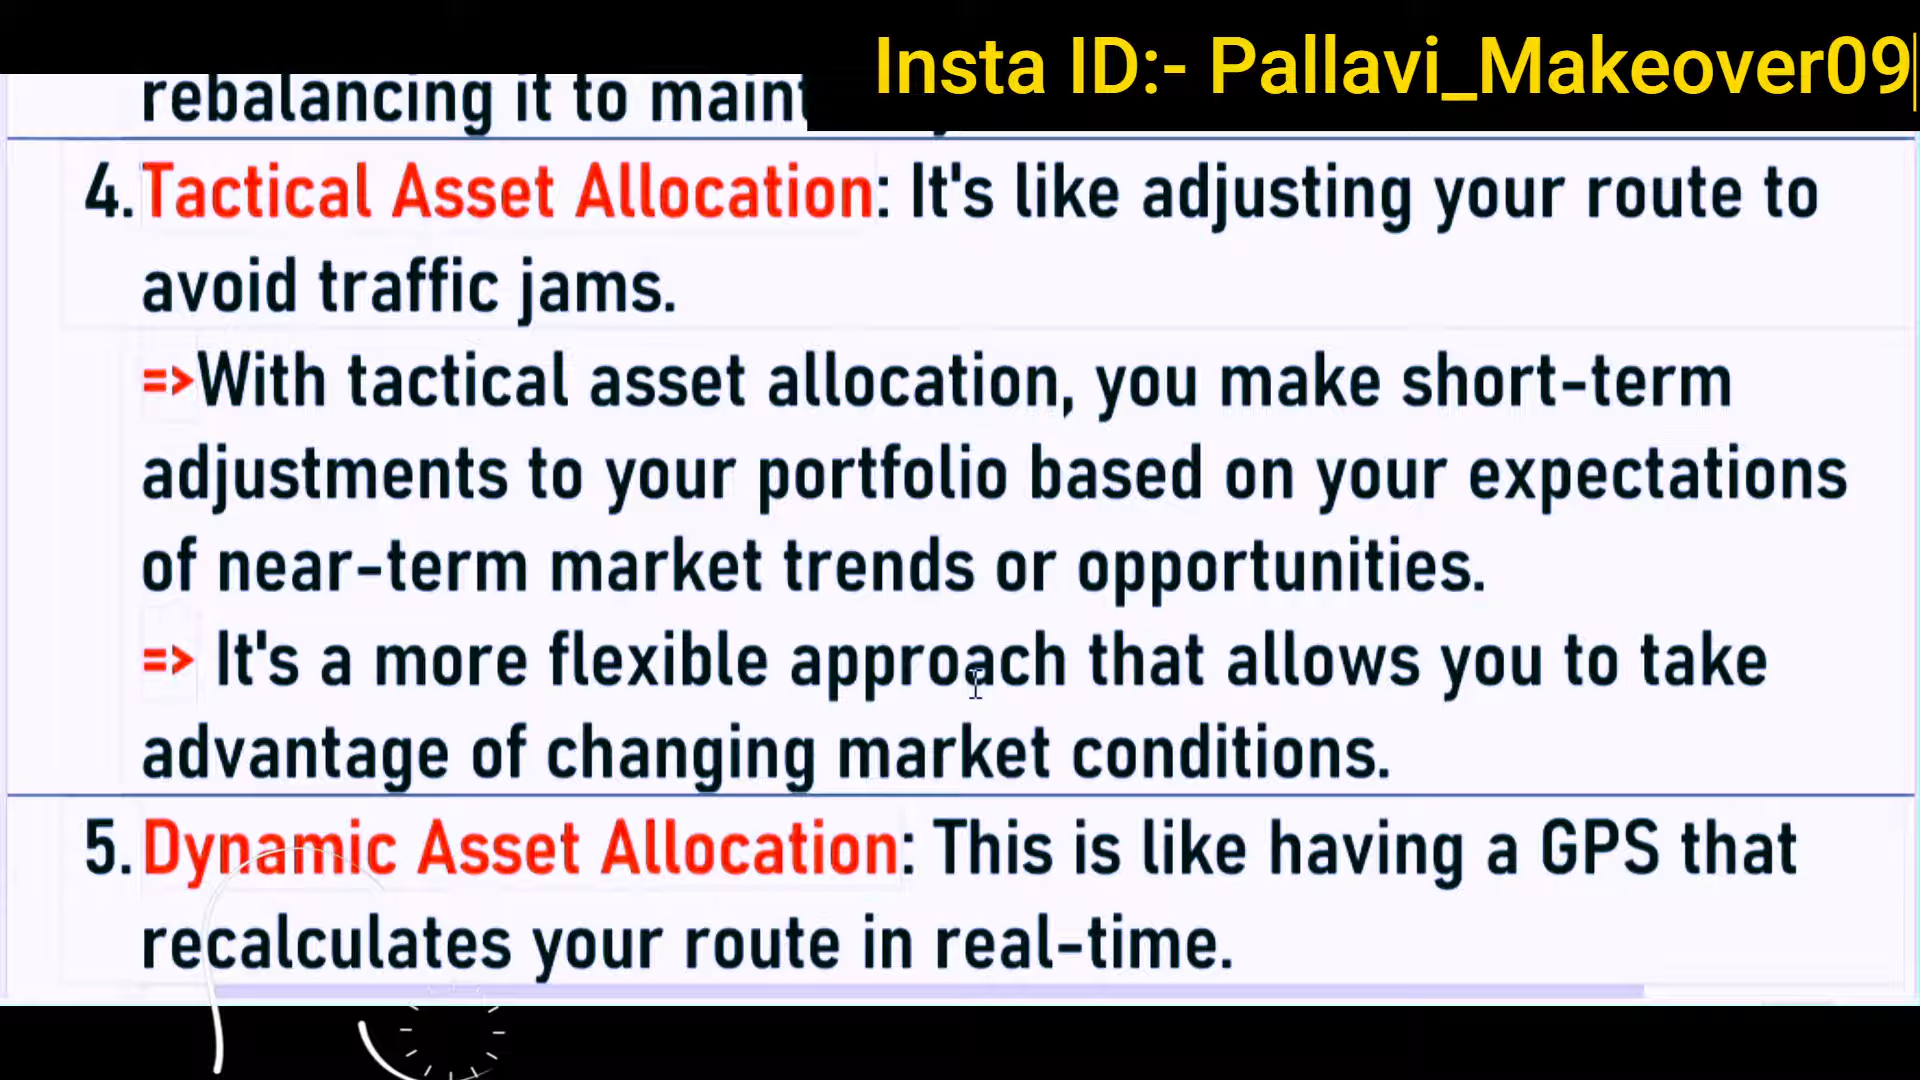 Insta ID:- Pallavi_Makeover09
rebalancing it to
4. Tactical Asset Allocation: It's like adjusting your route to
avoid traffic jams.
=>With tactical asset allocation, you make short-term
adjustments to your portfolio based on your expectations
of near-term market trends or opportunities.
=> It's a more flexible approach that allows you to take
advantage of changing market conditions.
5. Dynamic Asset Allocation: This is like having a GPS that
recalculates your route in real-time.